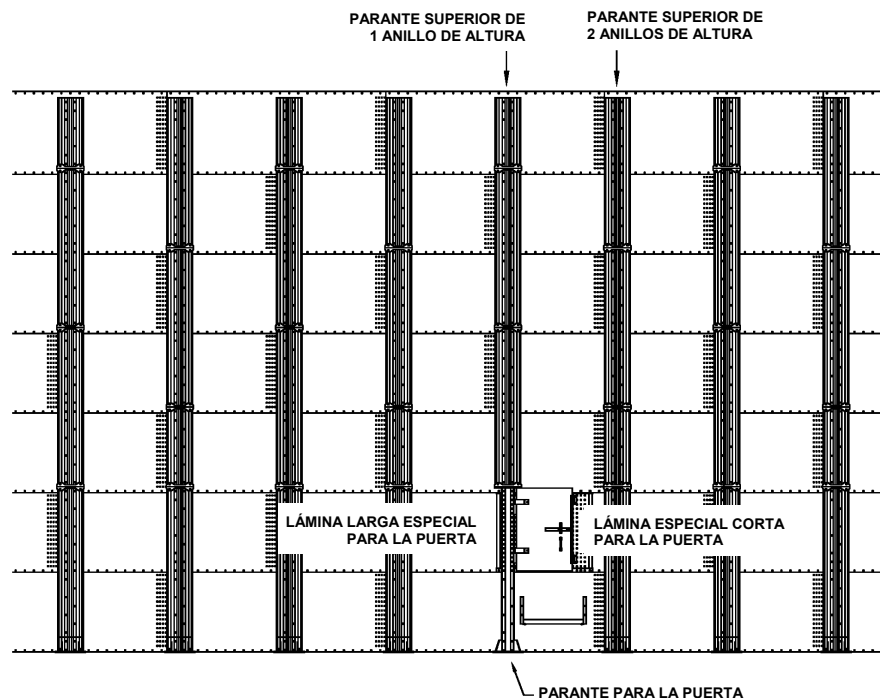 PARANTE SUPERIOR DE
1 ANILLO DE ALTURA
PARANTE SUPERIOR DE
2 ANILLOS DE ALTURA
LÁMINA LARGA ESPECIAL
PARA LA PUERTA
LÁMINA ESPECIAL CORTA
PARA LA PUERTA
PARANTE PARA LA PUERTA